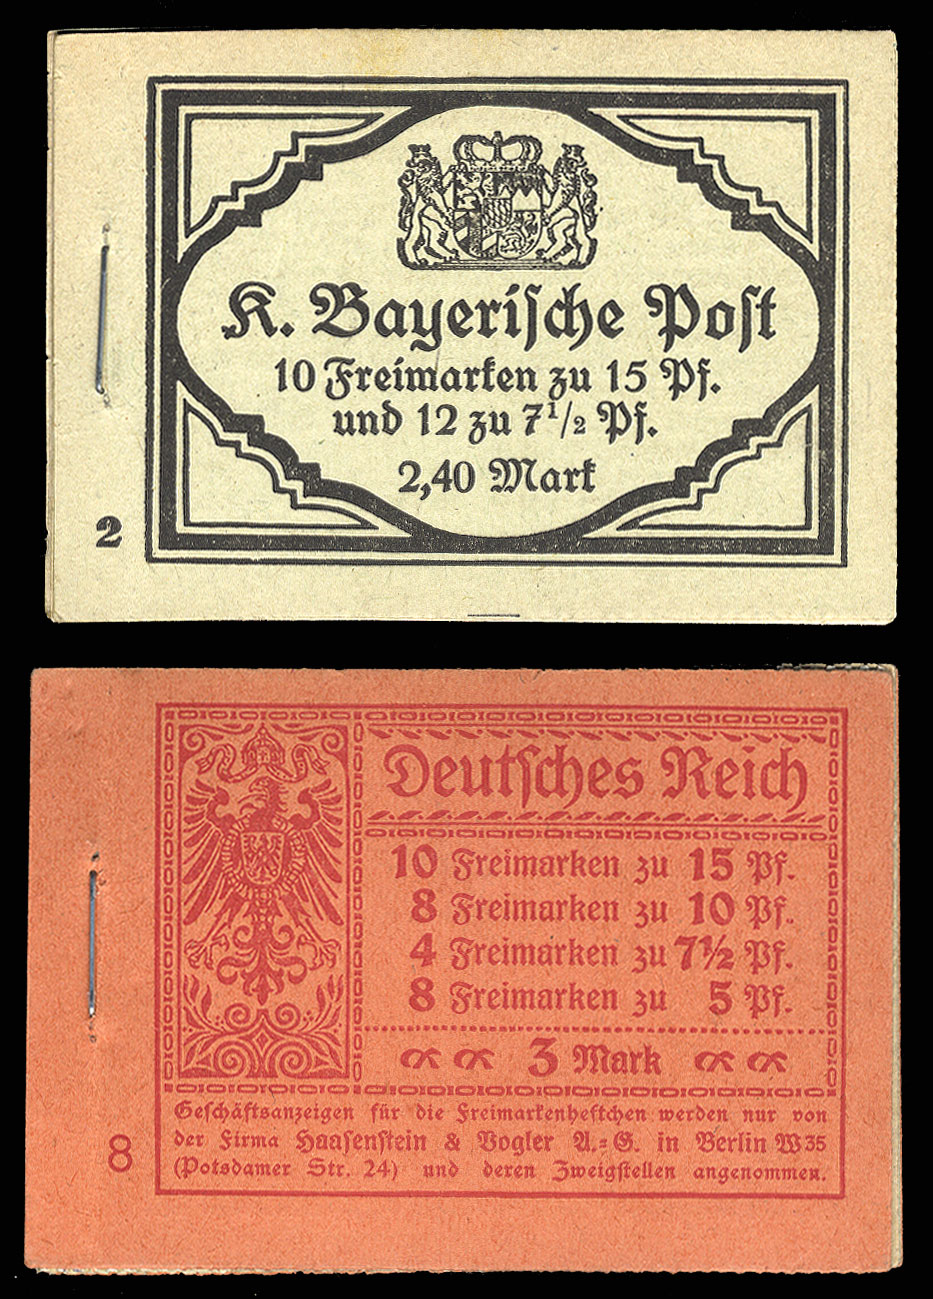 K. Bayerische Post
10 Freimarken zu 15 Pf.
und 12 zu 7 1/2 Pf.
2,40 Mark
2
Deutsches Reich
10 Freimarken zu 15 Pf.
8 Freimarken zu 10 Pf.
4 Freimarken zu 7½ Pf.
8 Freimarken zu 5 Pf.
3 Mark
Geschäftsanzeigen für die Freimarkenheftchen werden nur von
der Firma Haasenstein & Vogler A.=G. in Berlin W 35
(Potsdamer Str. 24) und deren Zweigstellen angenommen.
8